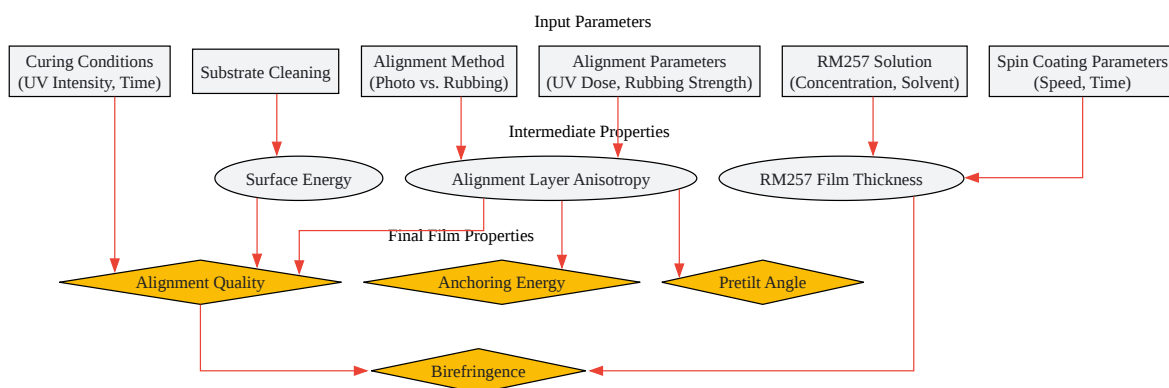 Input Parameters
Curing Conditions
(UV Intensity, Time)
Substrate Cleaning
Alignment Method
(Photo vs. Rubbing)
Alignment Parameters
(UV Dose, Rubbing Strength)
RM257 Solution
(Concentration, Solvent)
Spin Coating Parameters
(Speed, Time)
Intermediate Properties
Surface Energy
Alignment Layer Anisotropy
RM257 Film Thickness
Final Film Properties
Alignment Quality
Anchoring Energy
Pretilt Angle
Birefringence